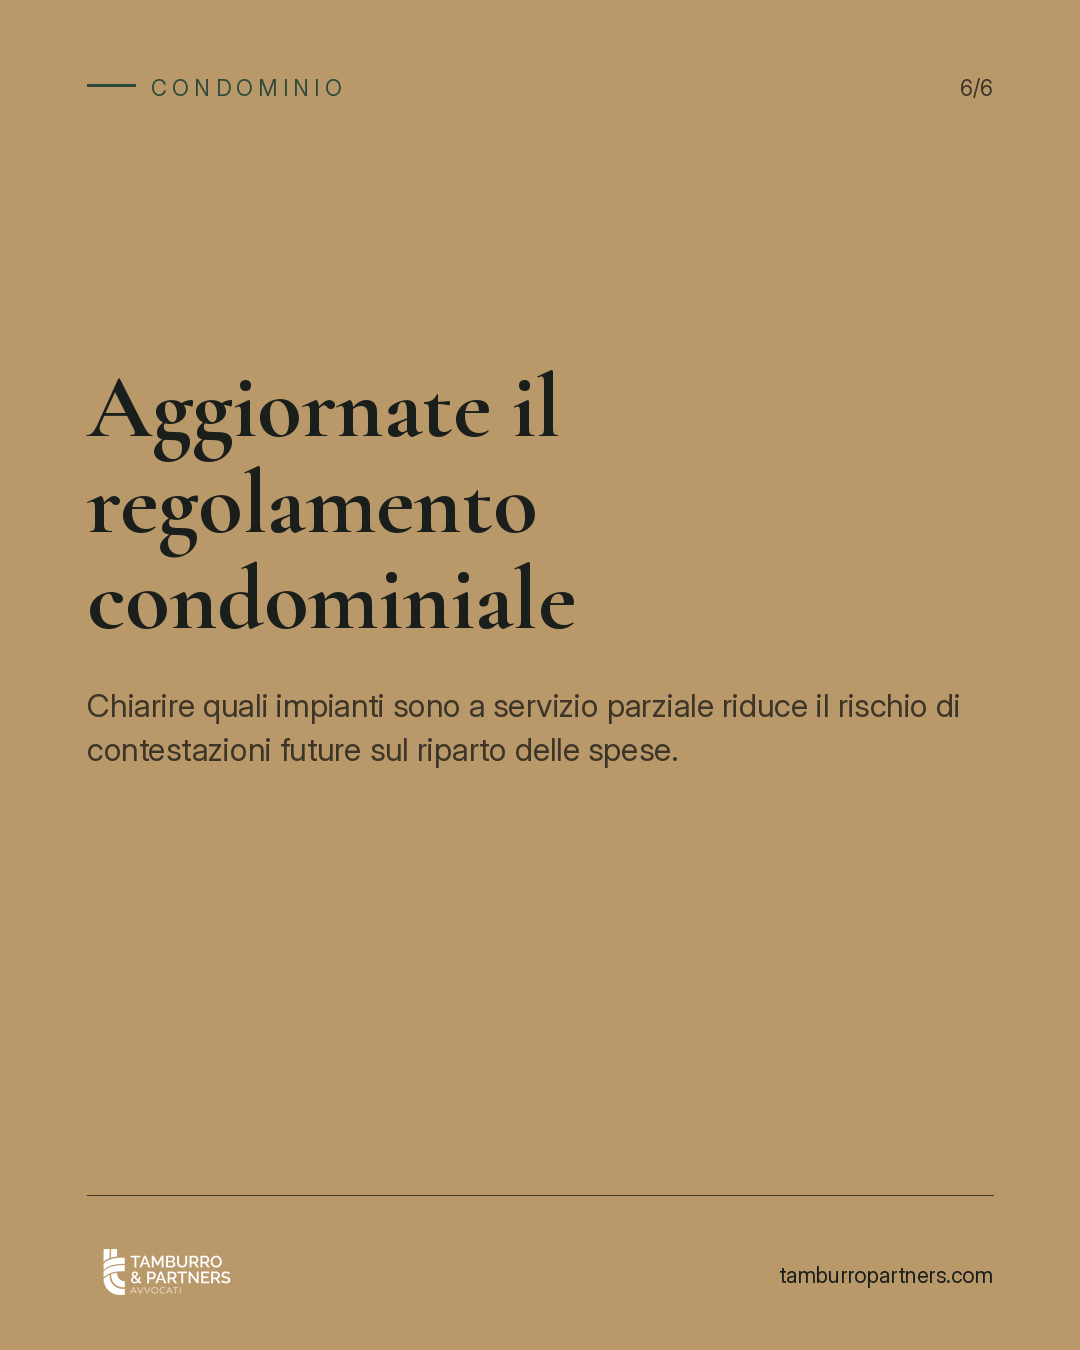 CONDOMINIO
6/6
Aggiornate il
regolamento
condominiale
Chiarire quali impianti sono a servizio parziale riduce il rischio di
contestazioni future sul riparto delle spese.
TAMBURRO
& PARTNERS
AVVOCATI
tamburropartners.com